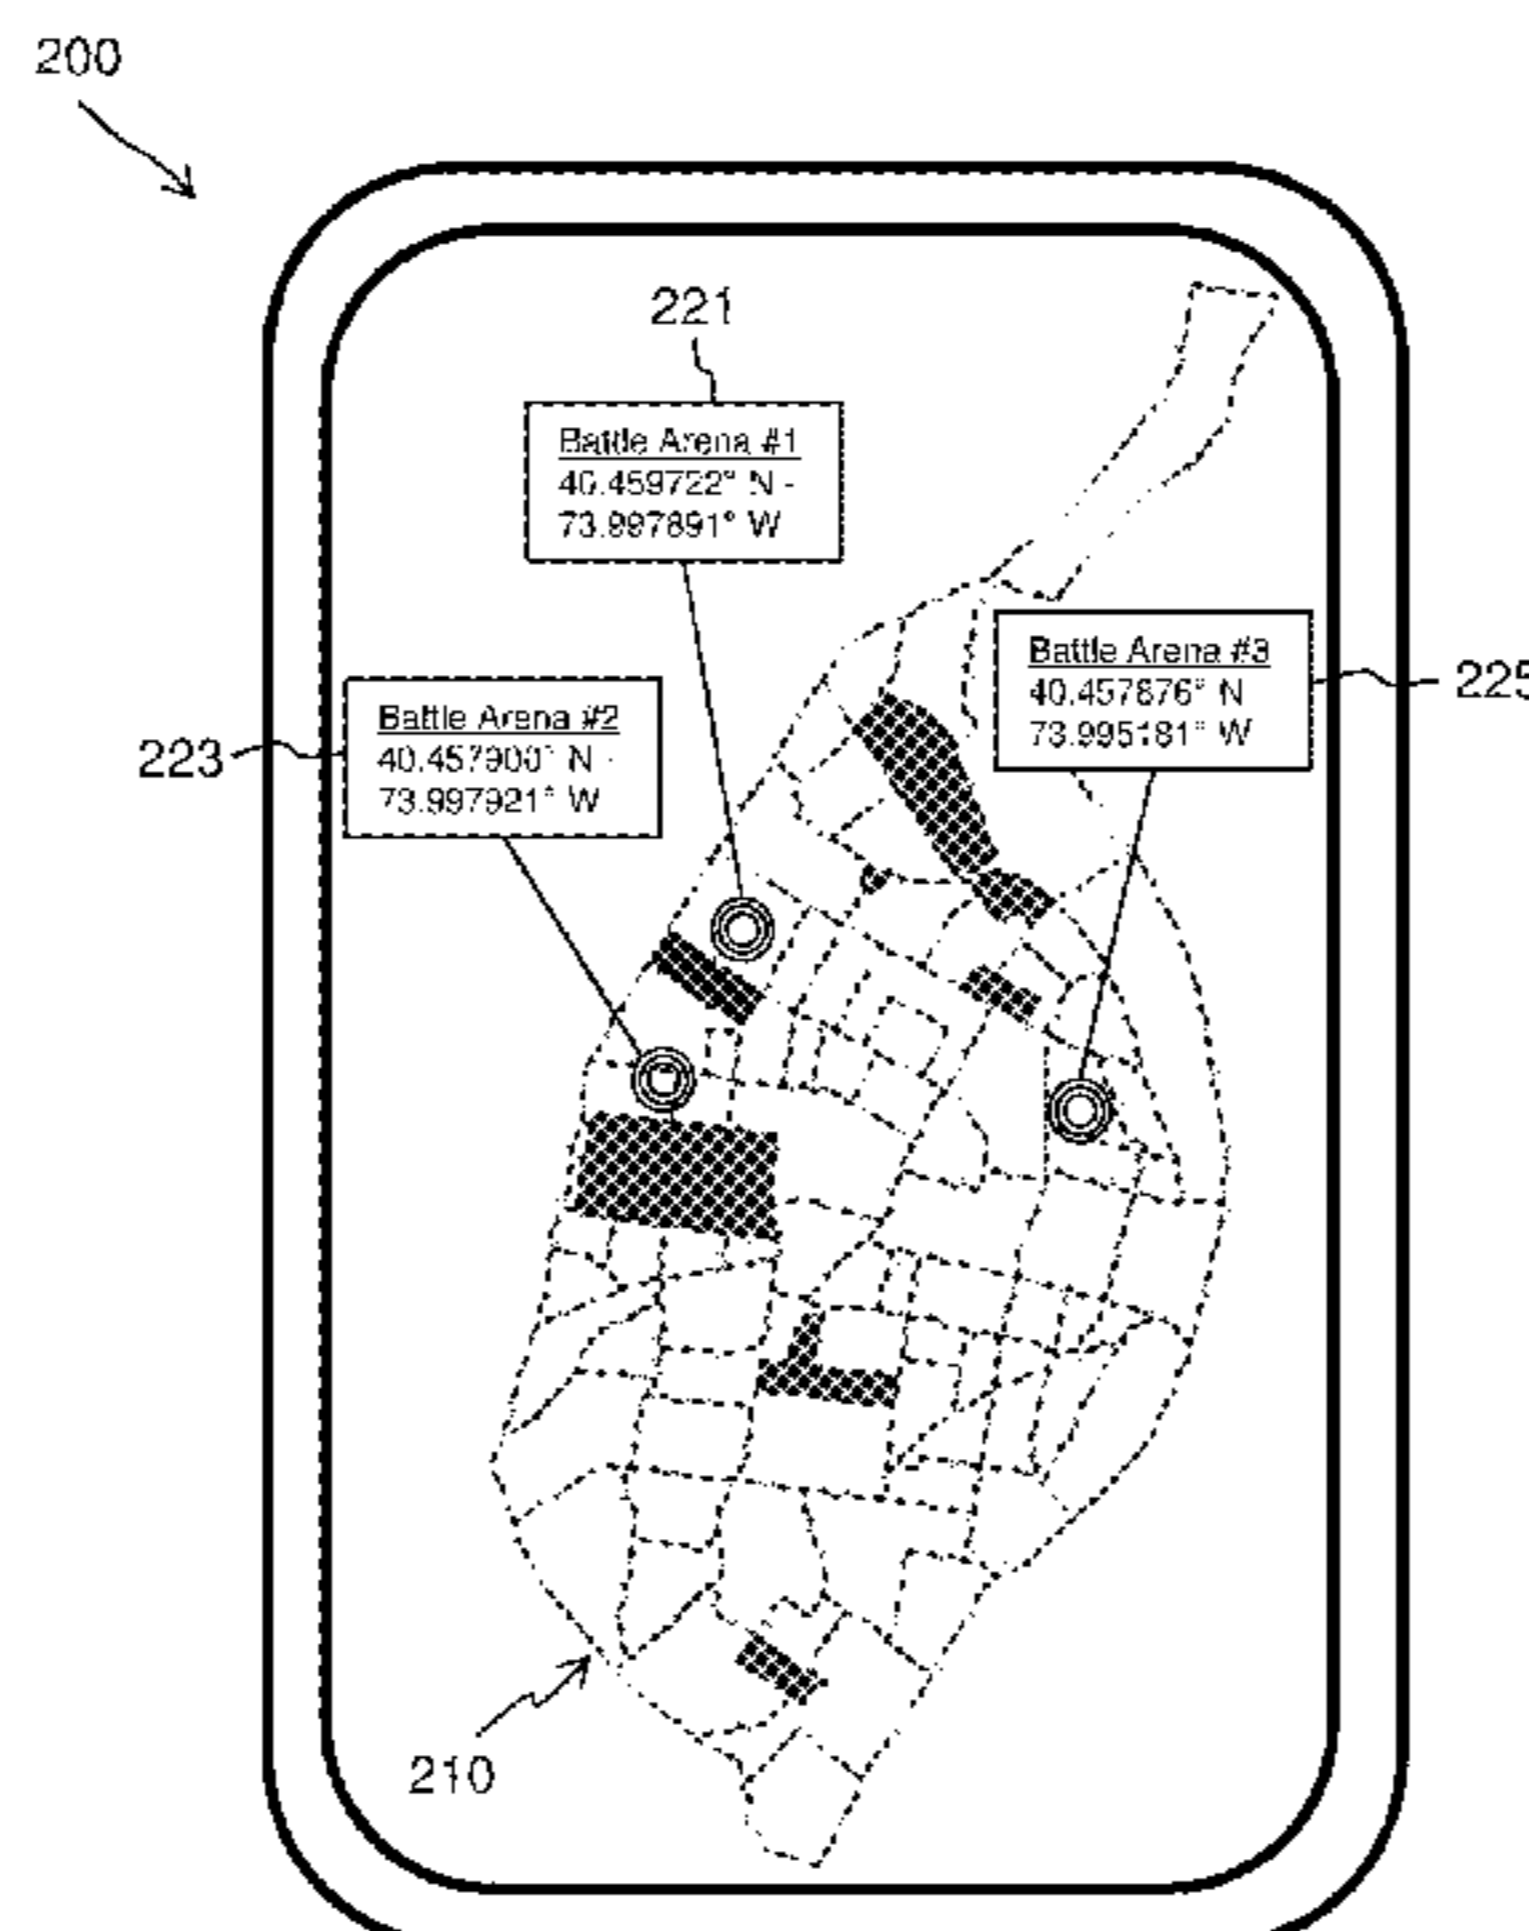 200
221
Battle Arena #1
40.459722° N -
73.997891° W
Battle Arena #3
40.457876° N
73.995181° W
225
Battle Arena #2
40.457900° N -
73.997921° W
223
210